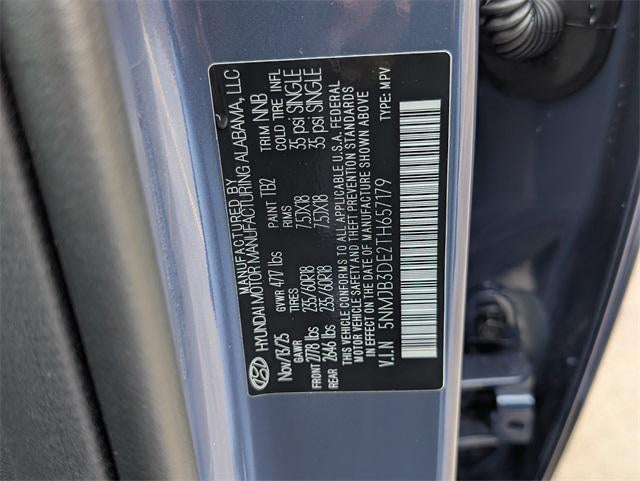 MANUFACTURED BY
HYUNDAI MOTOR MANUFACTURING ALABAMA, LLC
Nov/13/25 GVWR 4717 lbs PAINT TB2 TRIM NNB
GAWR TIRES RIMS COLD TIRE INFL
FRONT 2778 lbs 235/60R18 7.5JX18 35 psi SINGLE
REAR 2646 lbs 235/60R18 7.5JX18 35 psi SINGLE
THIS VEHICLE CONFORMS TO ALL APPLICABLE U.S.A. FEDERAL
MOTOR VEHICLE SAFETY AND THEFT PREVENTION STANDARDS
IN EFFECT ON THE DATE OF MANUFACTURE SHOWN ABOVE
V.I.N 5NMJB3DE2TH657179 TYPE: MPV